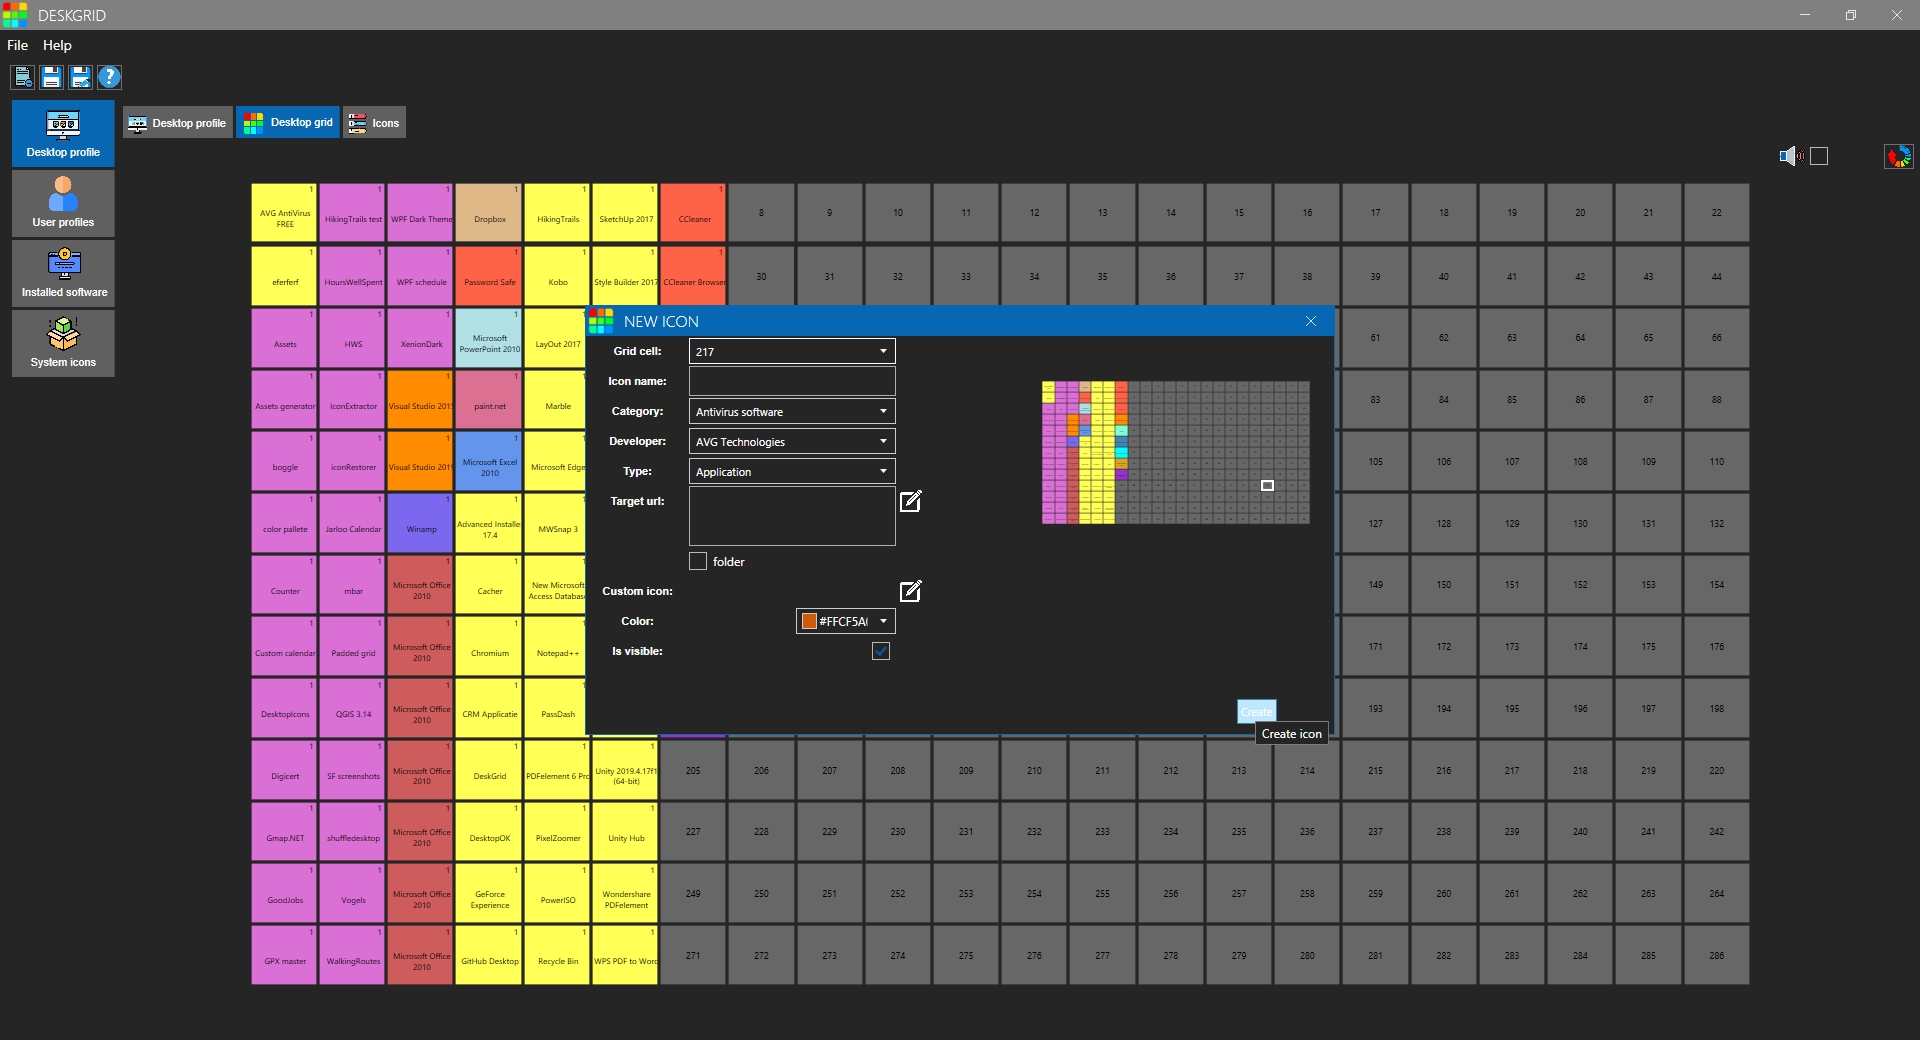 DESKGRID
File Help
Desktop profile
User profiles
Installed software
System icons
Desktop profile Desktop grid Icons
1 1 1 1 1 1 1
AVG AntiVirus FREE HikingTrails test WPF Dark Theme Dropbox HikingTrails SketchUp 2017 CCleaner 8 9 10 11 12 13 14 15 16 17 18 19 20 21 22
1 1 1 1 1 1 1
eferferf HoursWellSpent WPF schedule Password Safe Kobo Style Builder 2017 CCleaner Browser 30 31 32 33 34 35 36 37 38 39 40 41 42 43 44
1 1 1 1
Assets HWS XenionDark Microsoft PowerPoint 2010 LayOut 2017 61 62 63 64 65 66
1 1 1 1 1
Assets generator IconExtractor Visual Studio 201 paint.net Marble 83 84 85 86 87 88
1 1 1 1 1
boggle iconRestorer Visual Studio 2019 Microsoft Excel 2010 Microsoft Edge 105 106 107 108 109 110
1 1 1 1 1
color pallete Jarloo Calendar Winamp Advanced Installe 17.4 MWSnap 3 127 128 129 130 131 132
1 1 1 1 1
Counter mbar Microsoft Office 2010 Cacher New Microsoft Access Databas 149 150 151 152 153 154
1 1 1 1 1
Custom calendar Padded grid Microsoft Office 2010 Chromium Notepad++ 171 172 173 174 175 176
1 1 1 1 1
DesktopIcons QGIS 3.14 Microsoft Office 2010 CRM Applicatie PassDash 193 194 195 196 197 198
1 1 1 1 1 1
Digicert SF screenshots Microsoft Office 2010 DeskGrid PDFelement 6 Pro Unity 2019.4.17f1 (64-bit) 205 206 207 208 209 210 211 212 213 214 215 216 217 218 219 220
1 1 1 1 1 1
Gmap.NET shuffledesktop Microsoft Office 2010 DesktopOK PixelZoomer Unity Hub 227 228 229 230 231 232 233 234 235 236 237 238 239 240 241 242
1 1 1 1 1 1
GoodJobs Vogels Microsoft Office 2010 GeForce Experience PowerISO Wondershare PDFelement 249 250 251 252 253 254 255 256 257 258 259 260 261 262 263 264
1 1 1 1 1 1
GPX master WalkingRoutes Microsoft Office 2010 GitHub Desktop Recycle Bin WPS PDF to Word 271 272 273 274 275 276 277 278 279 280 281 282 283 284 285 286
NEW ICON
Grid cell: 217
Icon name:
Category: Antivirus software
Developer: AVG Technologies
Type: Application
Target url:
folder
Custom icon:
Color: #FFCF5A
Is visible:
Create
Create icon